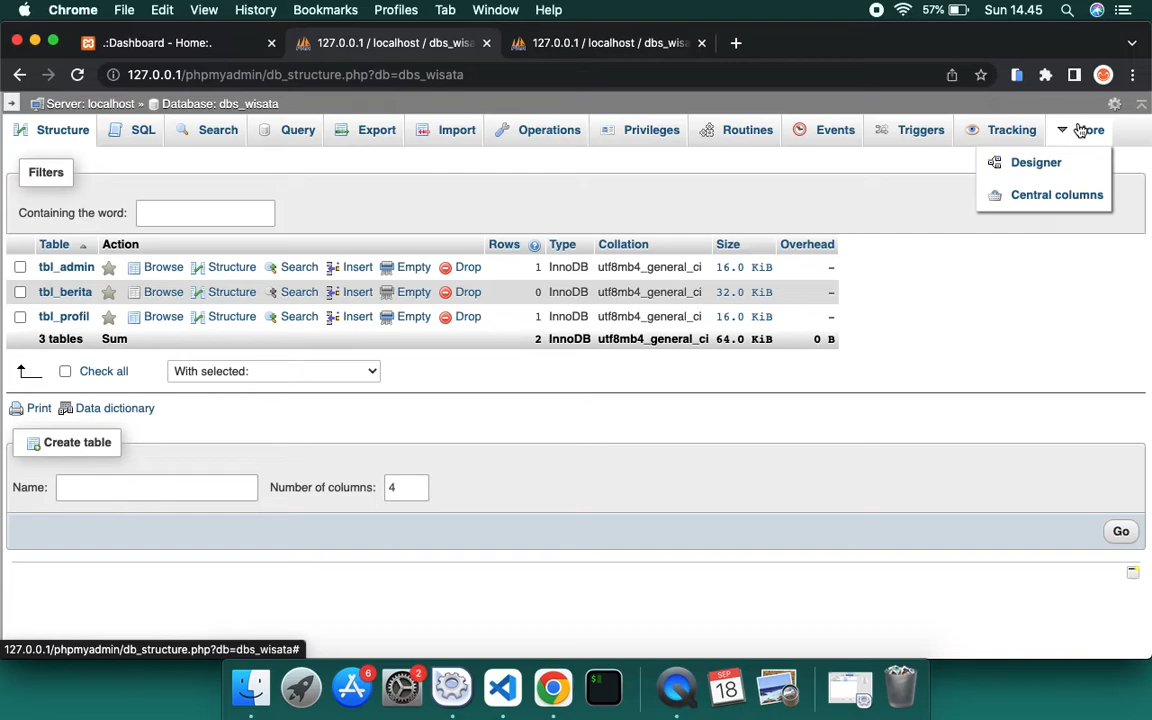 Chrome File Edit View History Bookmarks Profiles Tab Window Help 57% Sun 14.45
.:Dashboard - Home:. 127.0.0.1 / localhost / dbs_wisa 127.0.0.1 / localhost / dbs_wisa
127.0.0.1/phpmyadmin/db_structure.php?db=dbs_wisata
Server: localhost » Database: dbs_wisata
Structure SQL Search Query Export Import Operations Privileges Routines Events Triggers Tracking
Designer
Central columns
Filters
Containing the word:
Table Action Rows Type Collation Size Overhead
tbl_admin Browse Structure Search Insert Empty Drop 1 InnoDB utf8mb4_general_ci 16.0 KiB –
tbl_berita Browse Structure Search Insert Empty Drop 0 InnoDB utf8mb4_general_ci 32.0 KiB –
tbl_profil Browse Structure Search Insert Empty Drop 1 InnoDB utf8mb4_general_ci 16.0 KiB –
3 tables Sum 2 InnoDB utf8mb4_general_ci 64.0 KiB 0 B
Check all With selected:
Print Data dictionary
Create table
Name: Number of columns: 4
Go
127.0.0.1/phpmyadmin/db_structure.php?db=dbs_wisata#
6 2 SEP 18